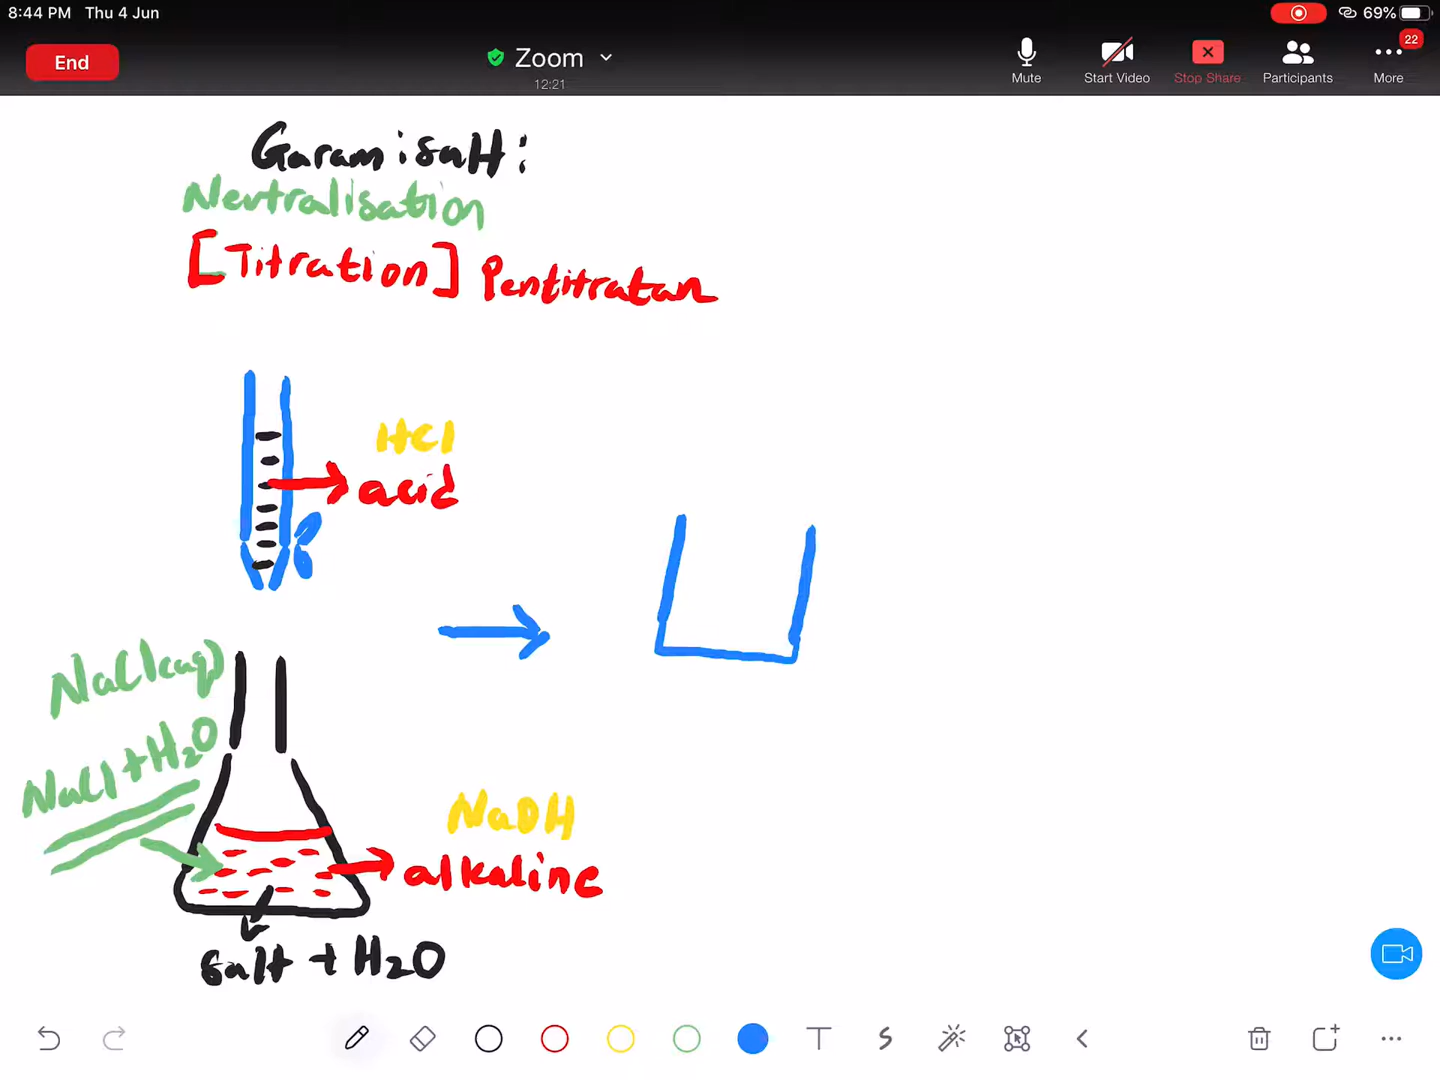 8:44 PM Thu 4 Jun
69%
End
Zoom
12:21
Mute
Start Video
Stop Share
Participants
22
More
Garam : salt :
Neutralisation
[Titration] Pentitratan
HCl
acid
NaCl(aq)
NaCl + H2O
NaOH
alkaline
salt + H2O
T